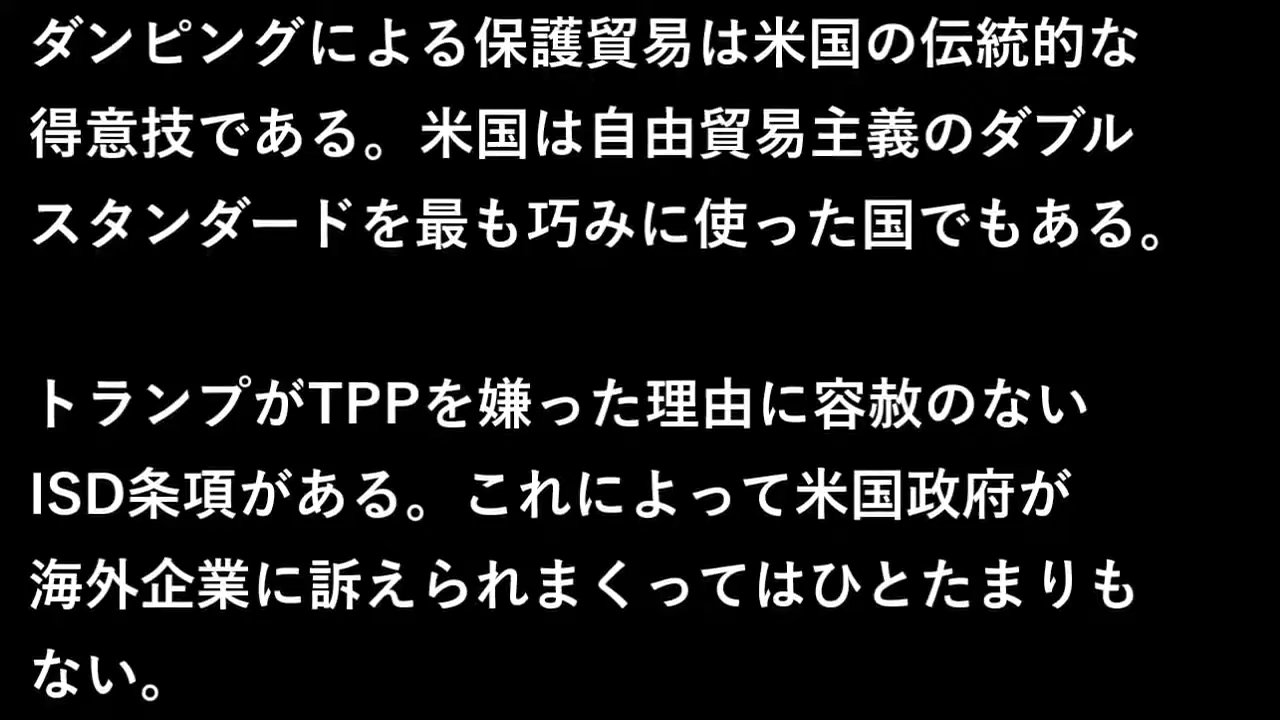 ダンピングによる保護貿易は米国の伝統的な
得意技である。米国は自由貿易主義のダブル
スタンダードを最も巧みに使った国でもある。
トランプがTPPを嫌った理由に容赦のない
ISD条項がある。これによって米国政府が
海外企業に訴えられまくってはひとたまりも
ない。